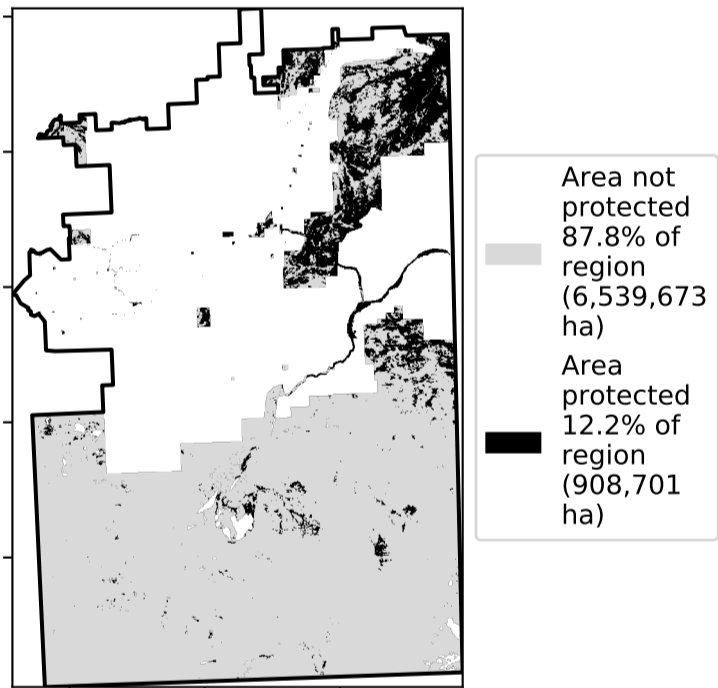 Area not
protected
87.8% of
region
(6,539,673
ha)
Area
protected
12.2% of
region
(908,701
ha)